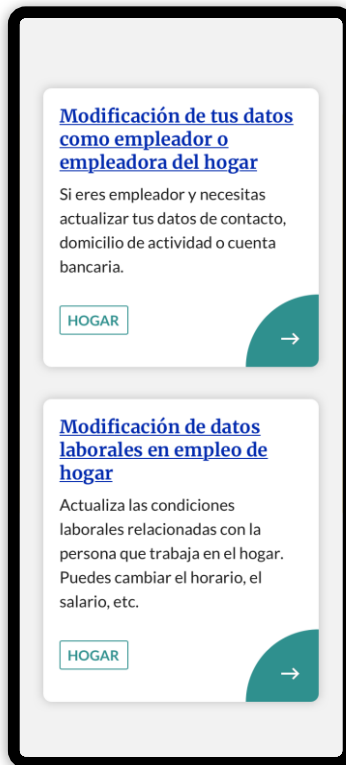 Modificación de tus datos
como empleador o
empleadora del hogar
Si eres empleador y necesitas
actualizar tus datos de contacto,
domicilio de actividad o cuenta
bancaria.
HOGAR
→
Modificación de datos
laborales en empleo de
hogar
Actualiza las condiciones
laborales relacionadas con la
persona que trabaja en el hogar.
Puedes cambiar el horario, el
salario, etc.
HOGAR
→